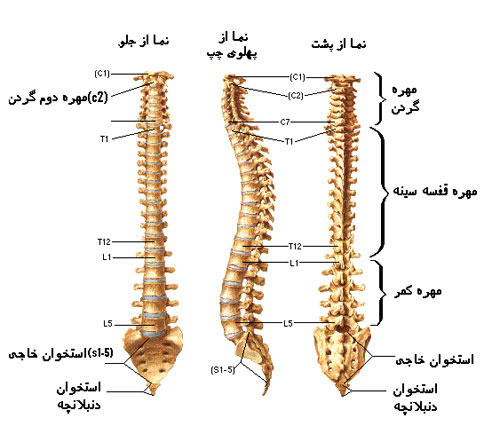 نما از جلو
نما از
پهلوی چپ
نما از پشت
(C1)
(C1)
مهره دوم گردن(c2)
(C2)
مهره
گردن
C7
T1
T1
مهره قفسه سینه
T12
T12
L1
L1
مهره کمر
L5
L5
استخوان خاجی(s1-5)
(S1-5)
استخوان خاجی
استخوان
دنبلانچه
استخوان
دنبلانچه